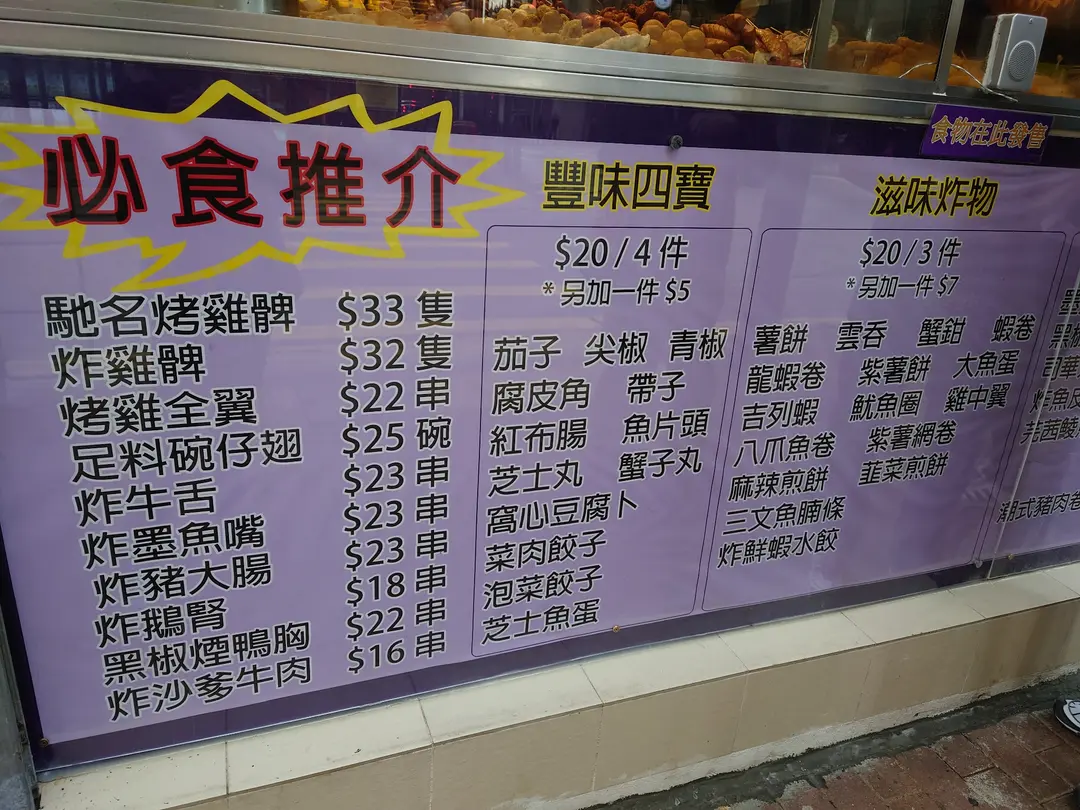 食物在此發售
必食推介
馳名烤雞髀 $33 隻
炸雞髀 $32 隻
烤雞全翼 $22 串
足料碗仔翅 $25 碗
炸牛舌 $23 串
炸墨魚嘴 $23 串
炸豬大腸 $23 串
炸鵝腎 $18 串
黑椒煙鴨胸 $22 串
炸沙爹牛肉 $16 串
豐味四寶
$20 / 4 件
* 另加一件 $5
茄子 尖椒 青椒
腐皮角 帶子
紅布腸 魚片頭
芝士丸 蟹子丸
窩心豆腐卜
菜肉餃子
泡菜餃子
芝士魚蛋
滋味炸物
$20 / 3 件
* 另加一件 $7
薯餅 雲吞 蟹鉗 蝦卷
龍蝦卷 紫薯餅 大魚蛋
吉列蝦 魷魚圈 雞中翼
八爪魚卷 紫薯網卷
麻辣煎餅 韮菜煎餅
三文魚腩條
炸鮮蝦水餃
潮式豬肉卷